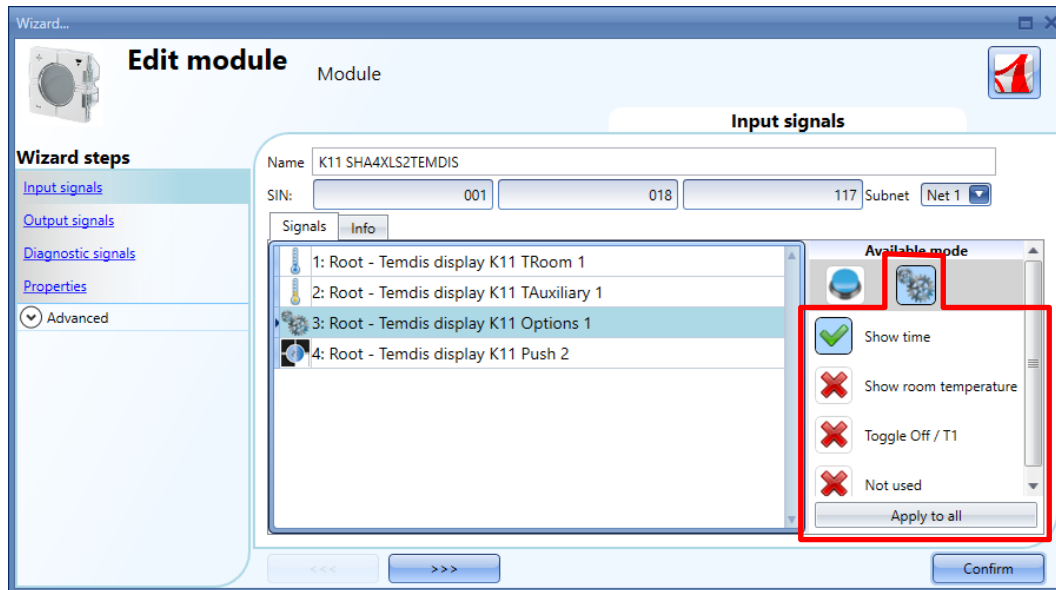 Wizard...
Edit module
Module
Input signals
Wizard steps
Input signals
Output signals
Diagnostic signals
Properties
Advanced
Name K11 SHA4XLS2TEMDIS
SIN: 001 018 117 Subnet Net 1
Signals Info
1: Root - Temdis display K11 TRoom 1
2: Root - Temdis display K11 TAuxiliary 1
3: Root - Temdis display K11 Options 1
4: Root - Temdis display K11 Push 2
Available mode
Show time
Show room temperature
Toggle Off / T1
Not used
Apply to all
<<< >>> Confirm